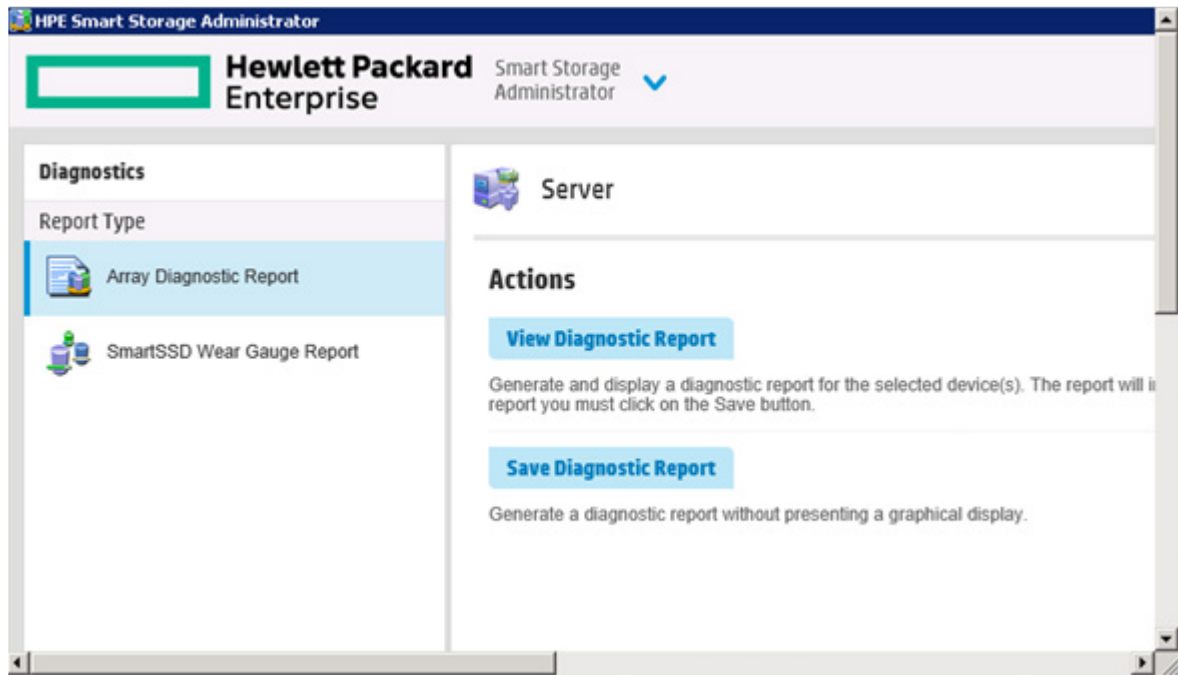 HPE Smart Storage Administrator
Hewlett Packard
Enterprise
Smart Storage
Administrator
Diagnostics
Report Type
Array Diagnostic Report
SmartSSD Wear Gauge Report
Server
Actions
View Diagnostic Report
Generate and display a diagnostic report for the selected device(s). The report will
report you must click on the Save button.
Save Diagnostic Report
Generate a diagnostic report without presenting a graphical display.